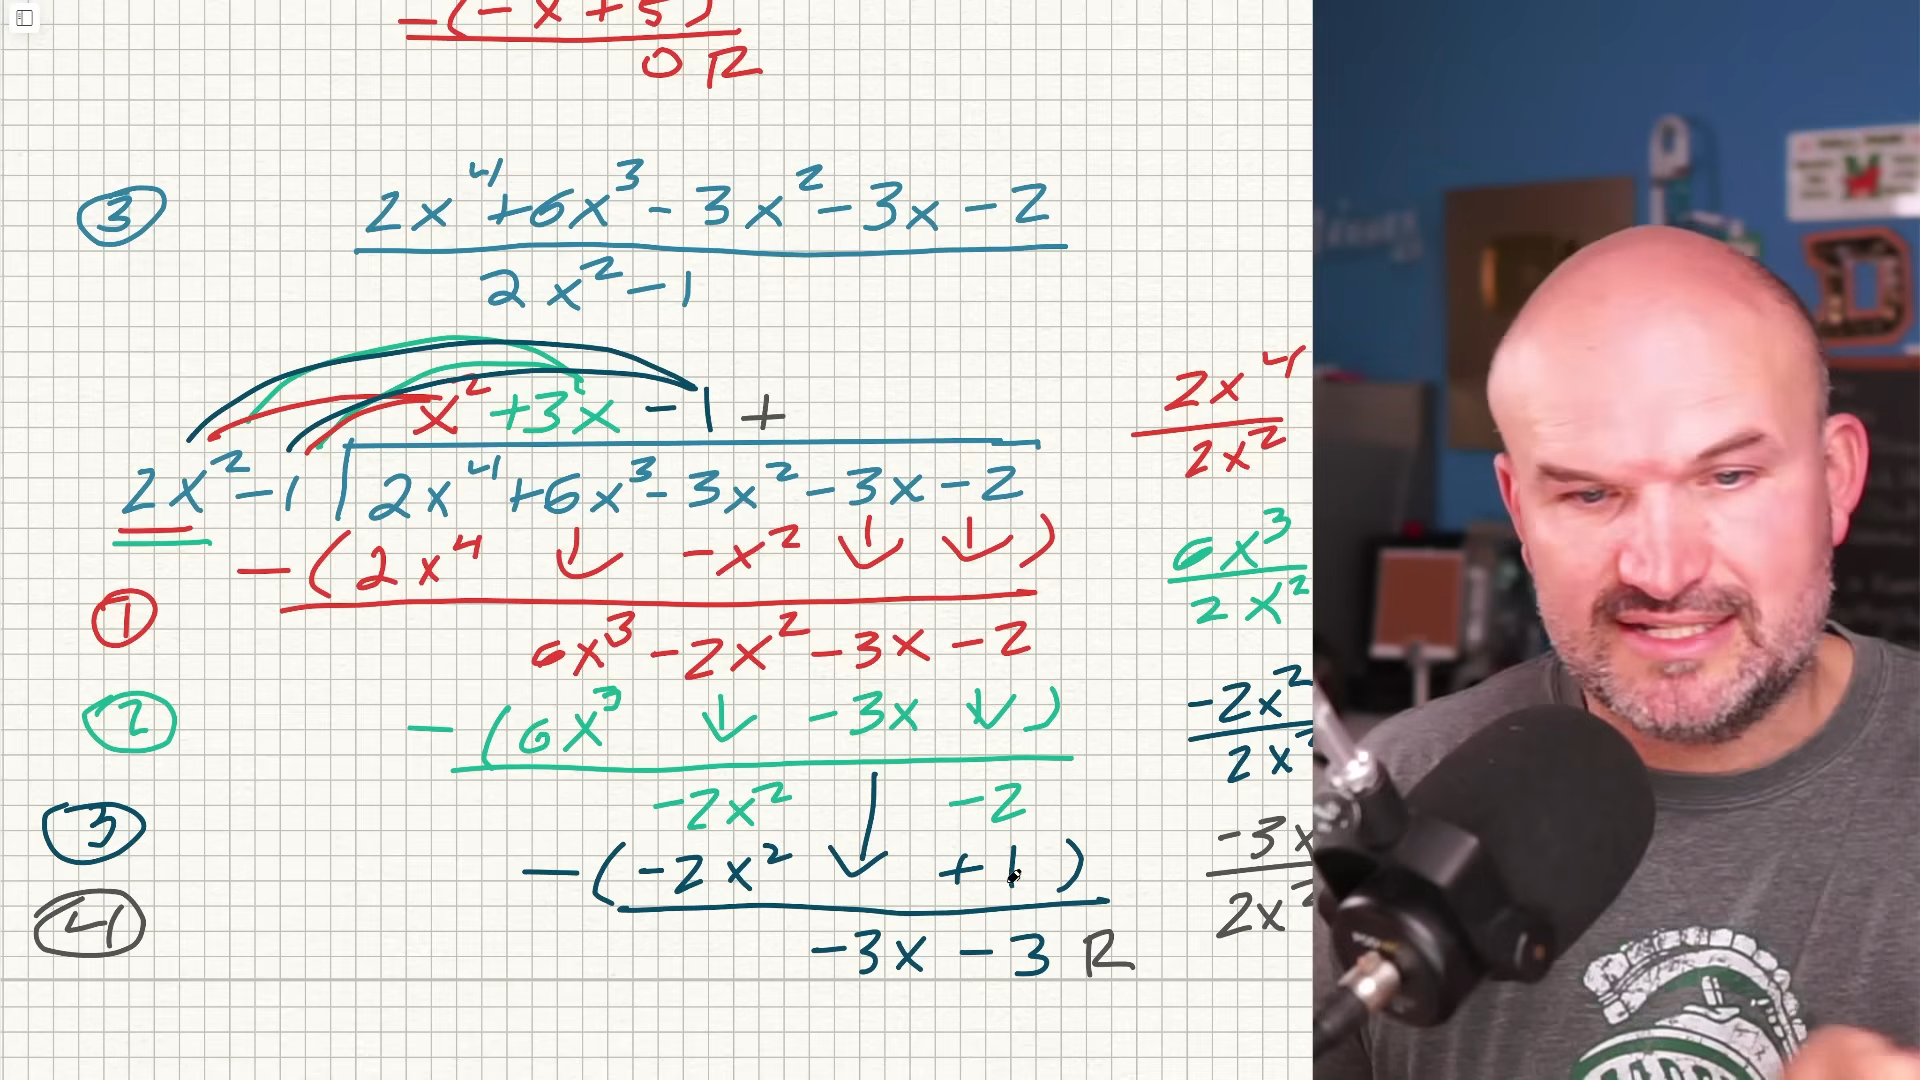 -(-x+5)
0 R
③ 2x⁴+6x³-3x²-3x-2
2x²-1
x²+3x-1+
2x²-1 2x⁴+6x³-3x²-3x-2
-(2x⁴ ↓ -x² ↓ ↓)
① 6x³-2x²-3x-2
② -(6x³ ↓ -3x ↓)
-2x² ↓ -2
③ -(-2x² ↓ +1)
④ -3x-3 R
2x⁴
2x²
6x³
2x²
-2x²
2x²
-3x
2x²